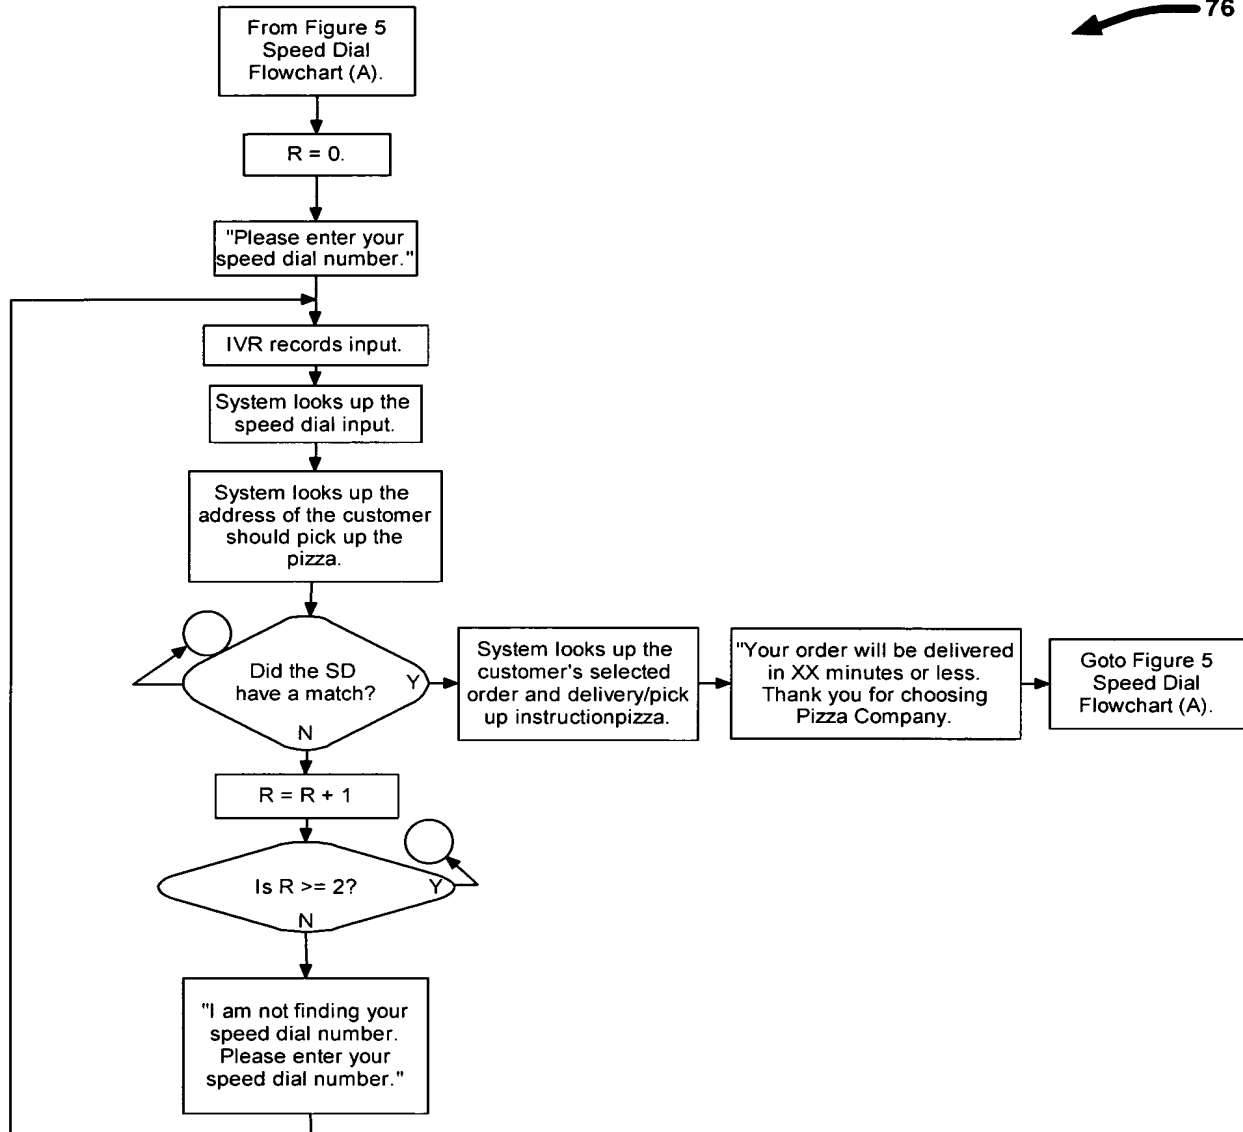 76
From Figure 5
Speed Dial
Flowchart (A).
R = 0.
"Please enter your
speed dial number."
IVR records input.
System looks up the
speed dial input.
System looks up the
address of the customer
should pick up the
pizza.
Did the SD
have a match?
Y
N
System looks up the
customer's selected
order and delivery/pick
up instructionpizza.
"Your order will be delivered
in XX minutes or less.
Thank you for choosing
Pizza Company.
Goto Figure 5
Speed Dial
Flowchart (A).
R = R + 1
Is R >= 2?
Y
N
"I am not finding your
speed dial number.
Please enter your
speed dial number."